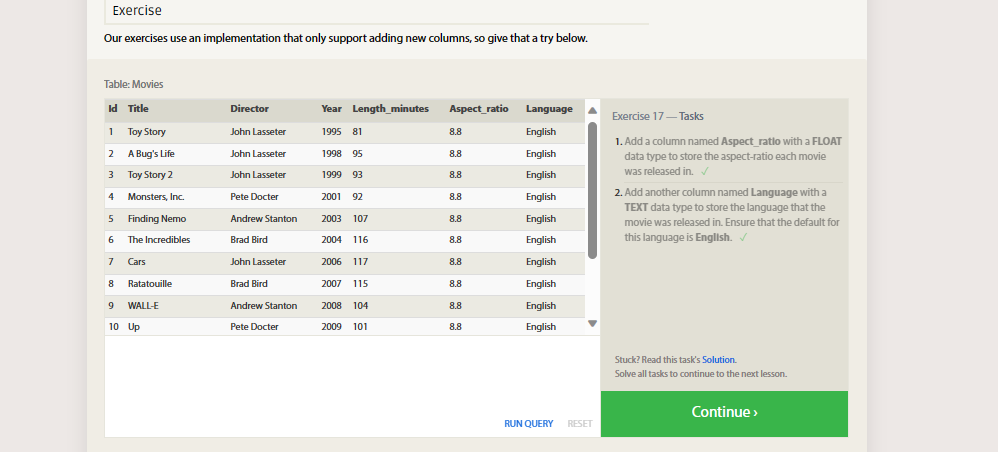 Exercise
Our exercises use an implementation that only support adding new columns, so give that a try below.
Table: Movies
Id Title Director Year Length_minutes Aspect_ratio Language
1 Toy Story John Lasseter 1995 81 8.8 English
2 A Bug's Life John Lasseter 1998 95 8.8 English
3 Toy Story 2 John Lasseter 1999 93 8.8 English
4 Monsters, Inc. Pete Docter 2001 92 8.8 English
5 Finding Nemo Andrew Stanton 2003 107 8.8 English
6 The Incredibles Brad Bird 2004 116 8.8 English
7 Cars John Lasseter 2006 117 8.8 English
8 Ratatouille Brad Bird 2007 115 8.8 English
9 WALL-E Andrew Stanton 2008 104 8.8 English
10 Up Pete Docter 2009 101 8.8 English
RUN QUERY RESET
Exercise 17 — Tasks
1. Add a column named Aspect_ratio with a FLOAT
data type to store the aspect-ratio each movie
was released in. ✓
2. Add another column named Language with a
TEXT data type to store the language that the
movie was released in. Ensure that the default for
this language is English. ✓
Stuck? Read this task's Solution.
Solve all tasks to continue to the next lesson.
Continue ›